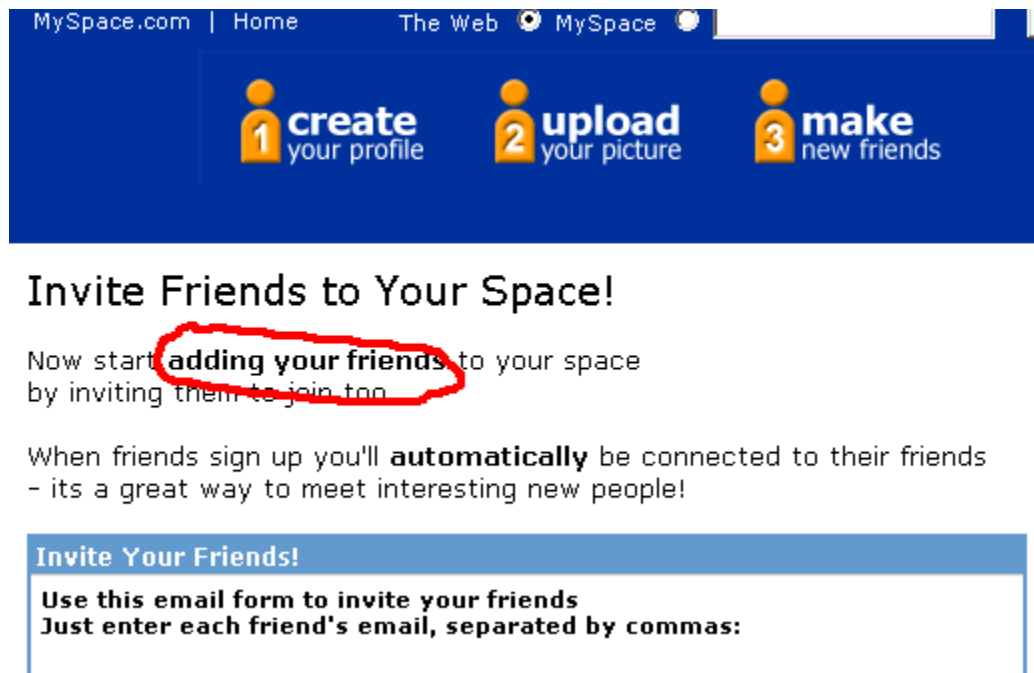 MySpace.com | Home The Web MySpace
1 create your profile
2 upload your picture
3 make new friends
Invite Friends to Your Space!
Now start adding your friends to your space
by inviting them to join too
When friends sign up you'll automatically be connected to their friends
– its a great way to meet interesting new people!
Invite Your Friends!
Use this email form to invite your friends
Just enter each friend's email, separated by commas: